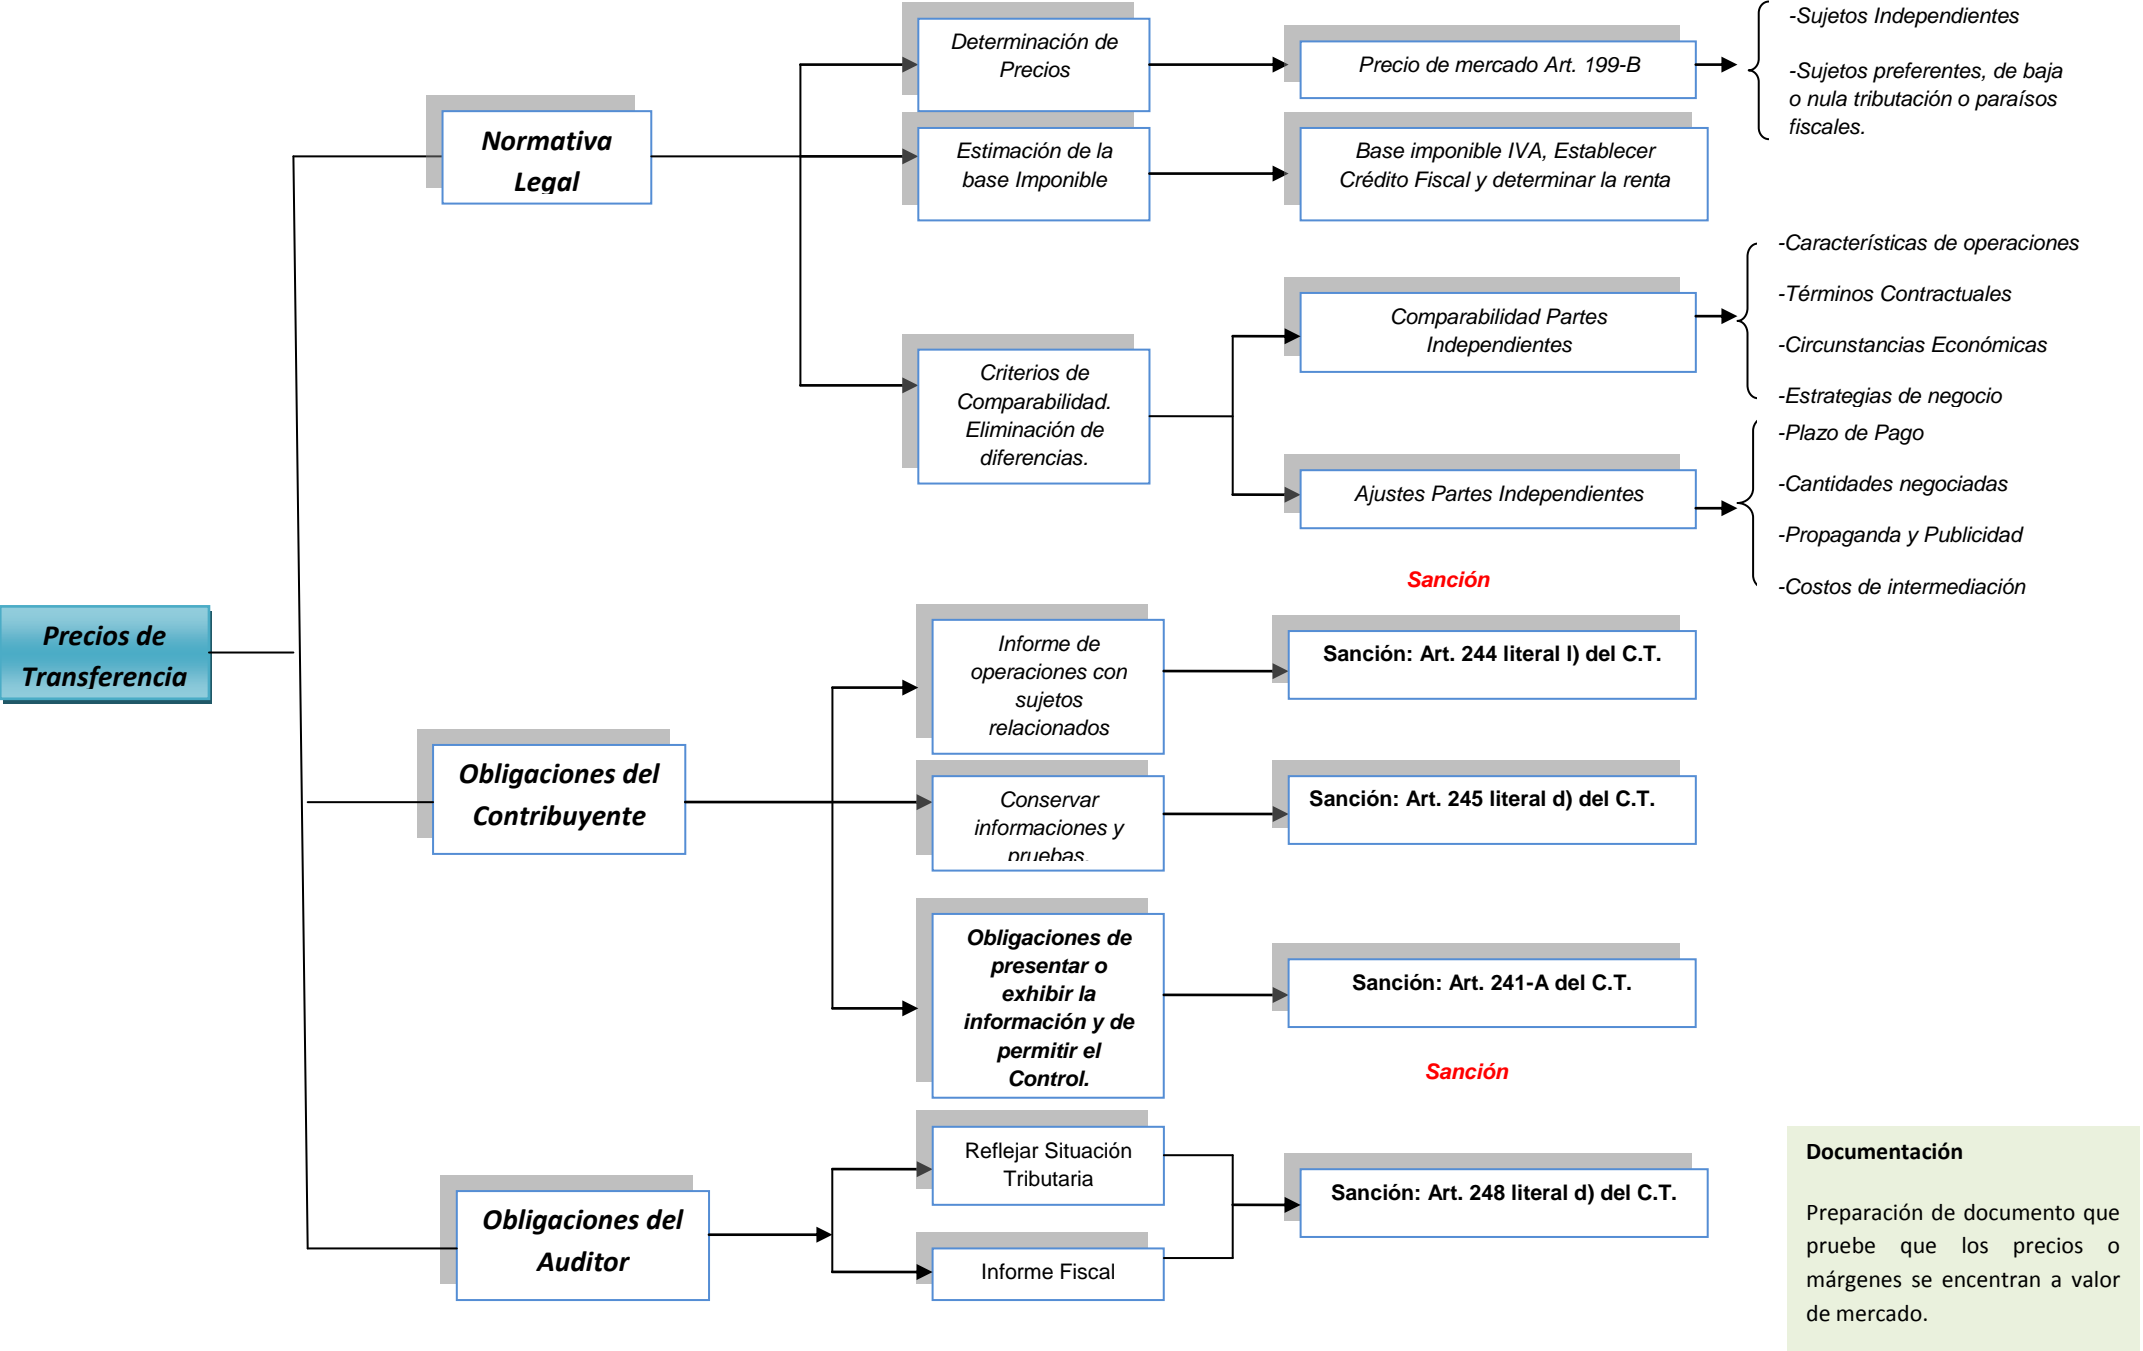 Precios de
Transferencia
Normativa
Legal
Determinación de
Precios
Precio de mercado Art. 199-B
-Sujetos Independientes
-Sujetos preferentes, de baja
o nula tributación o paraísos
fiscales.
Estimación de la
base Imponible
Base imponible IVA, Establecer
Crédito Fiscal y determinar la renta
Criterios de
Comparabilidad.
Eliminación de
diferencias.
Comparabilidad Partes
Independientes
-Características de operaciones
-Términos Contractuales
-Circunstancias Económicas
-Estrategias de negocio
Ajustes Partes Independientes
-Plazo de Pago
-Cantidades negociadas
-Propaganda y Publicidad
-Costos de intermediación
Sanción
Obligaciones del
Contribuyente
Informe de
operaciones con
sujetos
relacionados
Sanción: Art. 244 literal l) del C.T.
Conservar
informaciones y
pruebas.
Sanción: Art. 245 literal d) del C.T.
Obligaciones de
presentar o
exhibir la
información y de
permitir el
Control.
Sanción: Art. 241-A del C.T.
Sanción
Obligaciones del
Auditor
Reflejar Situación
Tributaria
Informe Fiscal
Sanción: Art. 248 literal d) del C.T.
Documentación
Preparación de documento que
pruebe que los precios o
márgenes se encentran a valor
de mercado.